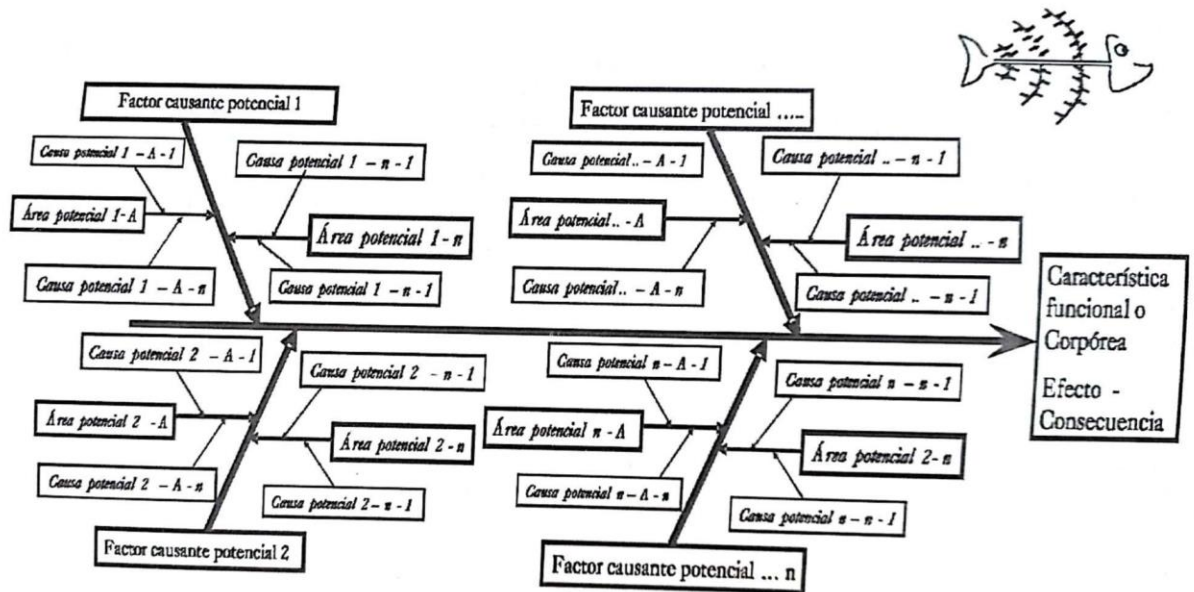 Factor causante potencial 1
Factor causante potencial .....
Causa potencial 1 - A - 1
Causa potencial 1 - n - 1
Causa potencial .. - A - 1
Causa potencial .. - n - 1
Área potencial 1-A
Área potencial 1 - n
Área potencial .. - A
Área potencial .. - n
Causa potencial 1 - A - n
Causa potencial 1 - n - 1
Causa potencial .. - A - n
Causa potencial .. - n - 1
Característica
funcional o
Corpórea
Efecto -
Consecuencia
Causa potencial 2 - A - 1
Causa potencial 2 - n - 1
Causa potencial n - A - 1
Causa potencial n - n - 1
Área potencial 2 - A
Área potencial 2 - n
Área potencial n - A
Área potencial 2- n
Causa potencial 2 - A - n
Causa potencial 2 - n - 1
Causa potencial n - A - n
Causa potencial n - n - 1
Factor causante potencial 2
Factor causante potencial ... n